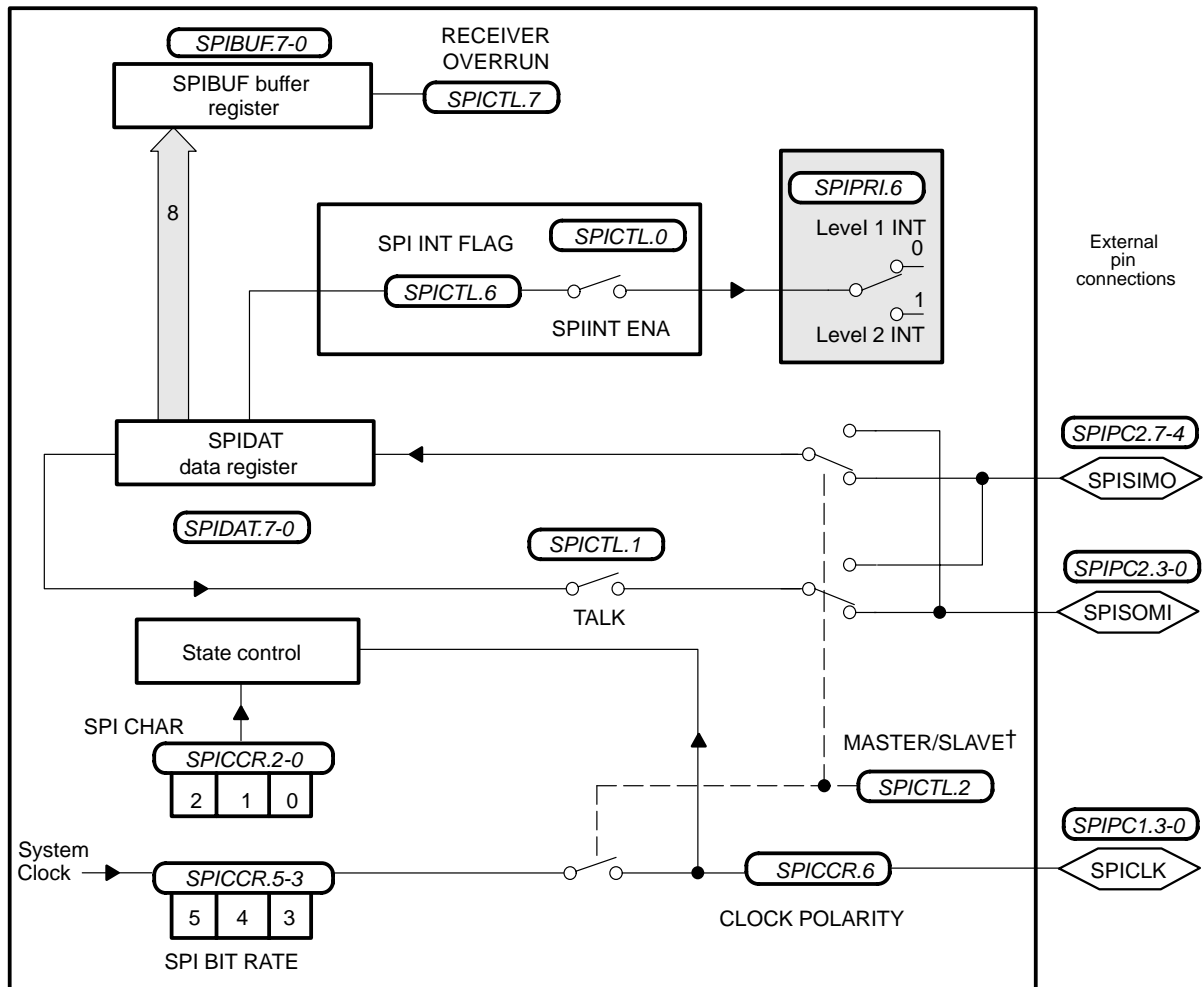 SPIBUF.7-0
RECEIVER
OVERRUN
SPIBUF buffer
register
SPICTL.7
8
SPIPRI.6
SPI INT FLAG
SPICTL.0
Level 1 INT
0
External
pin
connections
SPICTL.6
SPIINT ENA
1
Level 2 INT
SPIDAT
data register
SPIPC2.7-4
SPISIMO
SPIDAT.7-0
SPICTL.1
SPIPC2.3-0
TALK
SPISOMI
State control
SPI CHAR
MASTER/SLAVE†
SPICCR.2-0
2 1 0
SPICTL.2
SPIPC1.3-0
System
Clock
SPICCR.5-3
SPICCR.6
SPICLK
5 4 3
CLOCK POLARITY
SPI BIT RATE